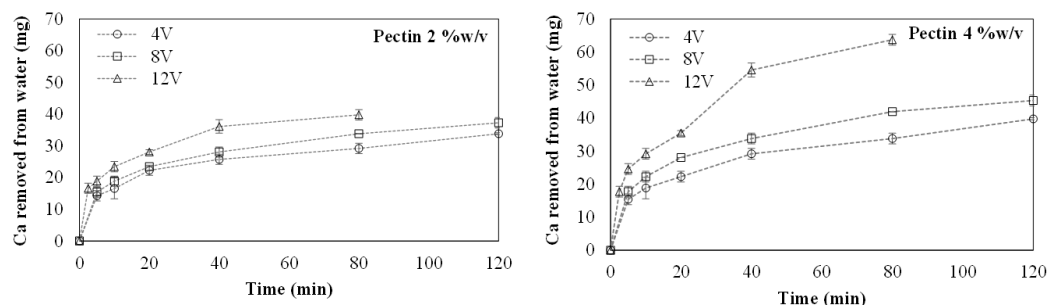 Ca removed from water (mg)
70
60
50
40
30
20
10
0
4V
8V
12V
Pectin 2 %w/v
0 20 40 60 80 100 120
Time (min)
Ca removed from water (mg)
70
60
50
40
30
20
10
0
4V
8V
12V
Pectin 4 %w/v
0 20 40 60 80 100 120
Time (min)